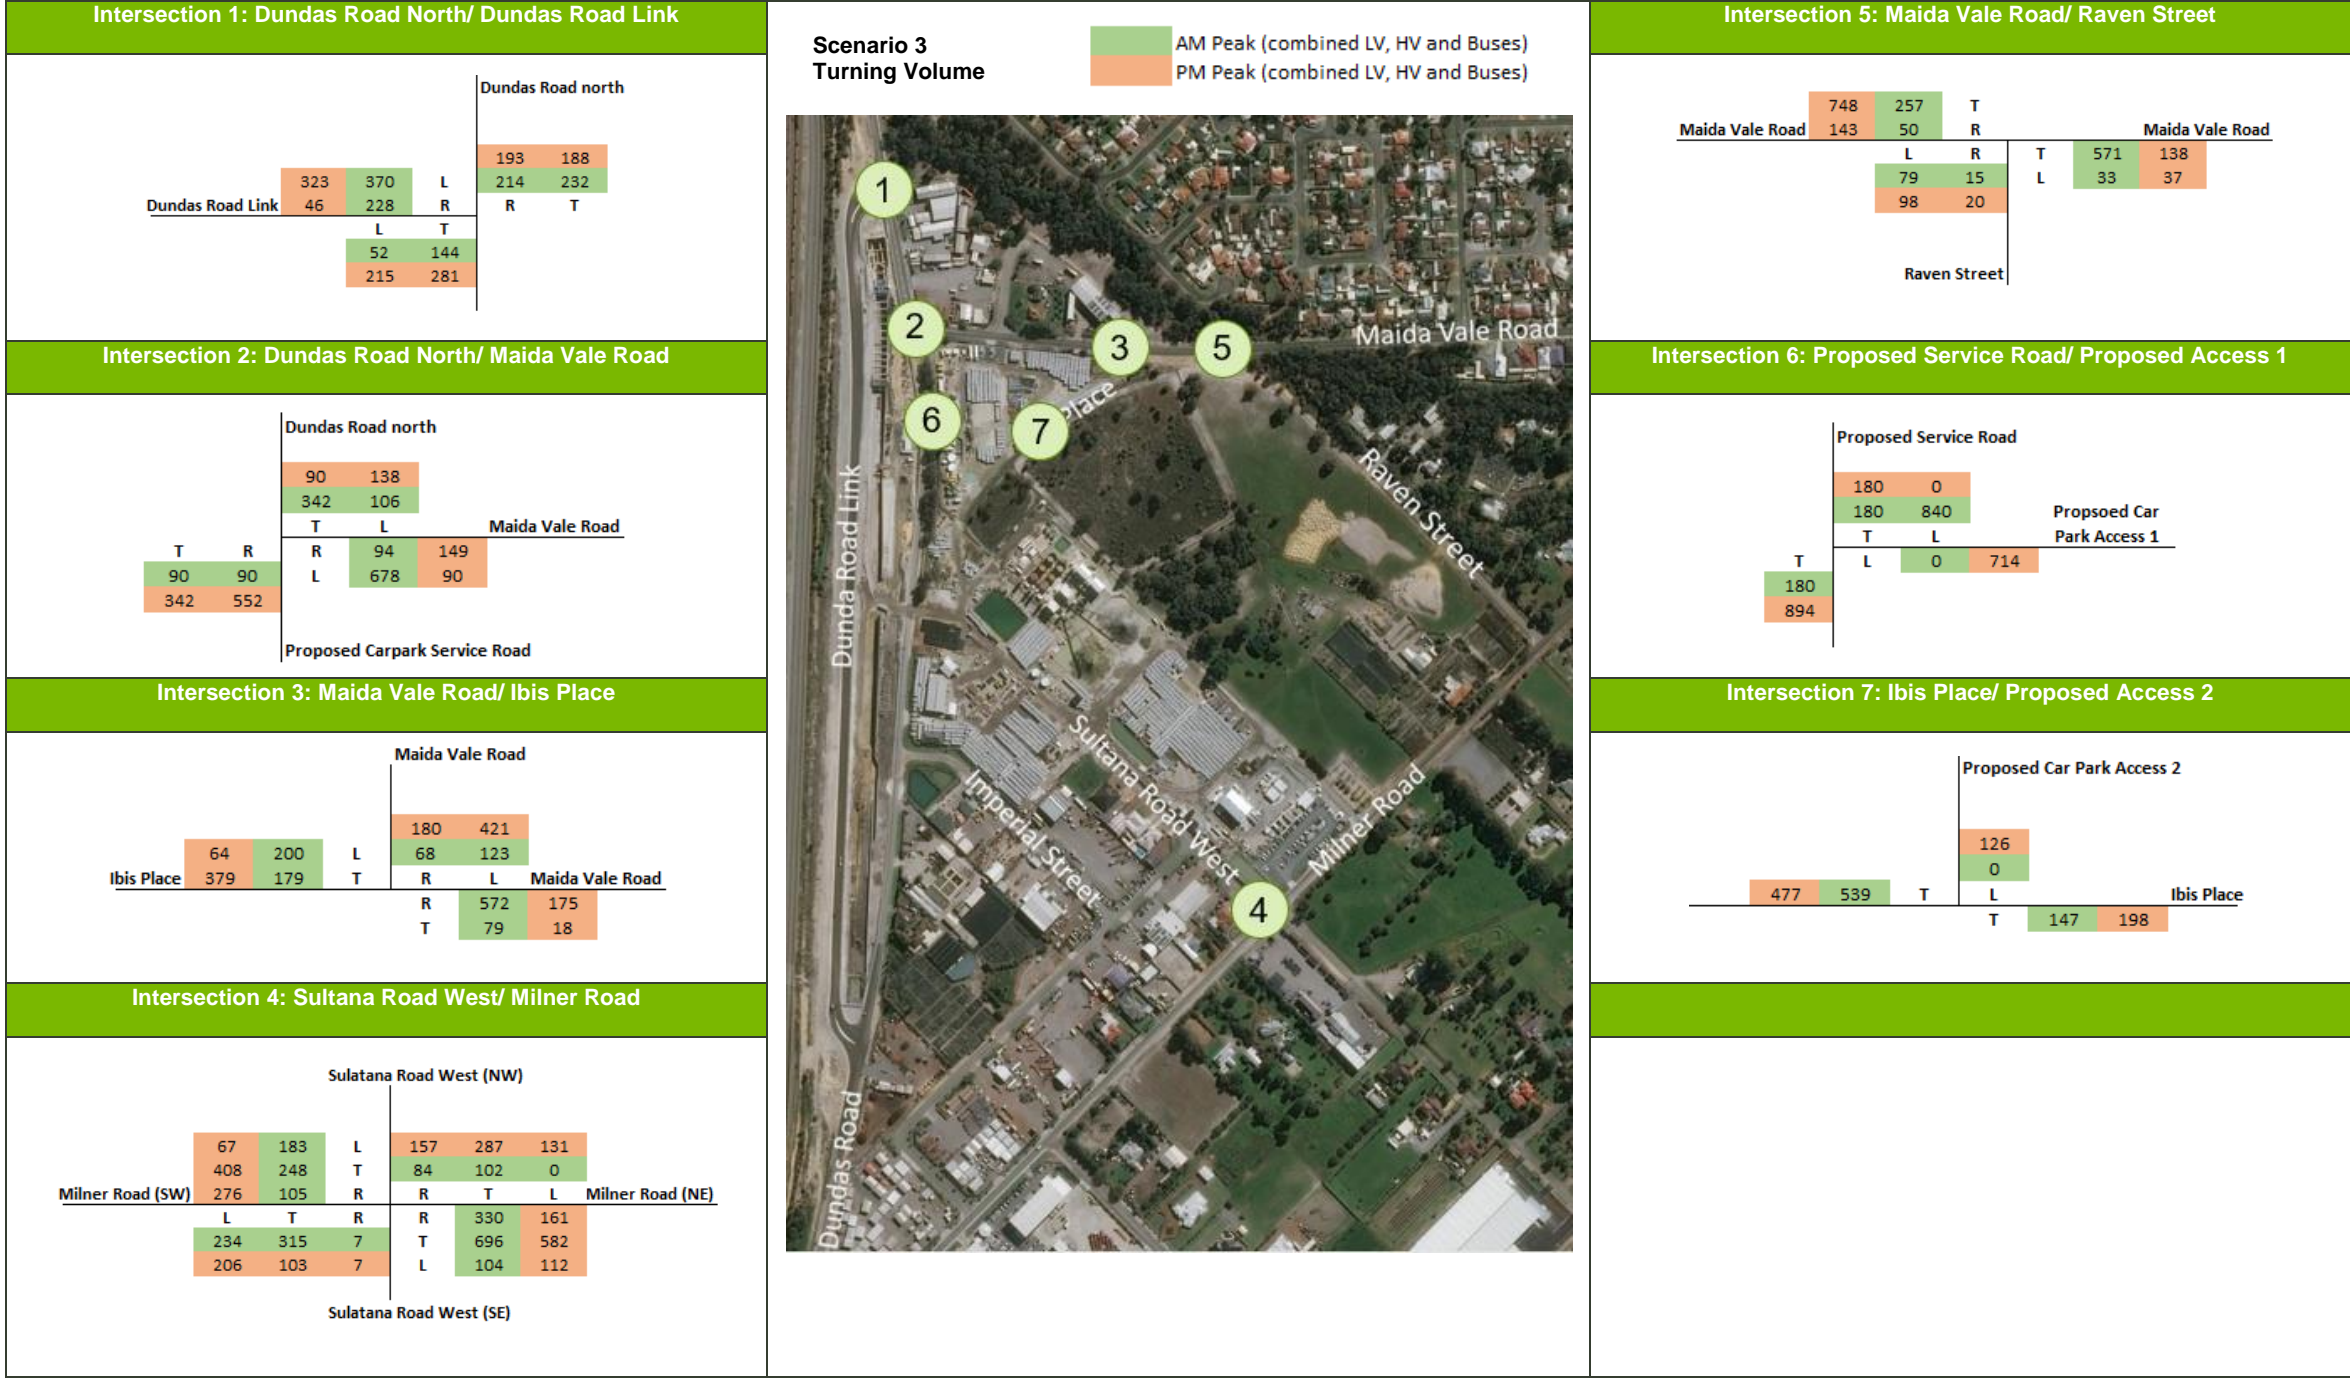 Intersection 1: Dundas Road North/ Dundas Road Link
Dundas Road north
193 188
323 370 L 214 232
Dundas Road Link 46 228 R R T
L T
52 144
215 281
Intersection 2: Dundas Road North/ Maida Vale Road
Dundas Road north
90 138
342 106
T L Maida Vale Road
T R R 94 149
90 90 L 678 90
342 552
Proposed Carpark Service Road
Intersection 3: Maida Vale Road/ Ibis Place
Maida Vale Road
180 421
64 200 L 68 123
Ibis Place 379 179 T R L Maida Vale Road
R 572 175
T 79 18
Intersection 4: Sultana Road West/ Milner Road
Sulatana Road West (NW)
67 183 L 157 287 131
408 248 T 84 102 0
Milner Road (SW) 276 105 R R T L Milner Road (NE)
L T R R 330 161
234 315 7 T 696 582
206 103 7 L 104 112
Sulatana Road West (SE)
Scenario 3
Turning Volume
AM Peak (combined LV, HV and Buses)
PM Peak (combined LV, HV and Buses)
1
2
3
5
Maida Vale Road
6
7
Place
Raven Street
Dunda Road Link
Sultana Road West
Imperial Street
Milner Road
4
Dundas Road
Intersection 5: Maida Vale Road/ Raven Street
748 257 T
Maida Vale Road 143 50 R Maida Vale Road
L R T 571 138
79 15 L 33 37
98 20
Raven Street
Intersection 6: Proposed Service Road/ Proposed Access 1
Proposed Service Road
180 0
180 840 Propsoed Car
T L Park Access 1
T L 0 714
180
894
Intersection 7: Ibis Place/ Proposed Access 2
Proposed Car Park Access 2
126
0
477 539 T L Ibis Place
T 147 198